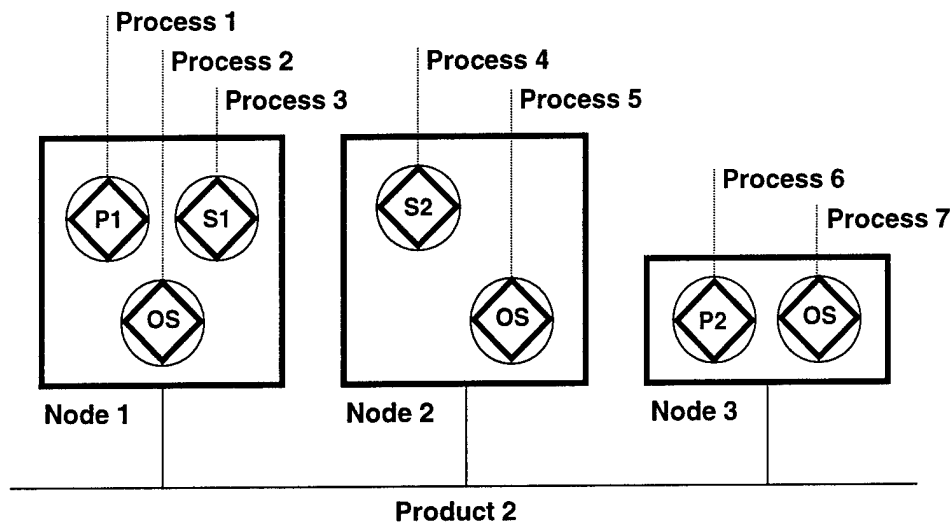 Process 1
Process 2
Process 3
Process 4
Process 5
Process 6
Process 7
P1
S1
OS
S2
OS
P2
OS
Node 1
Node 2
Node 3
Product 2